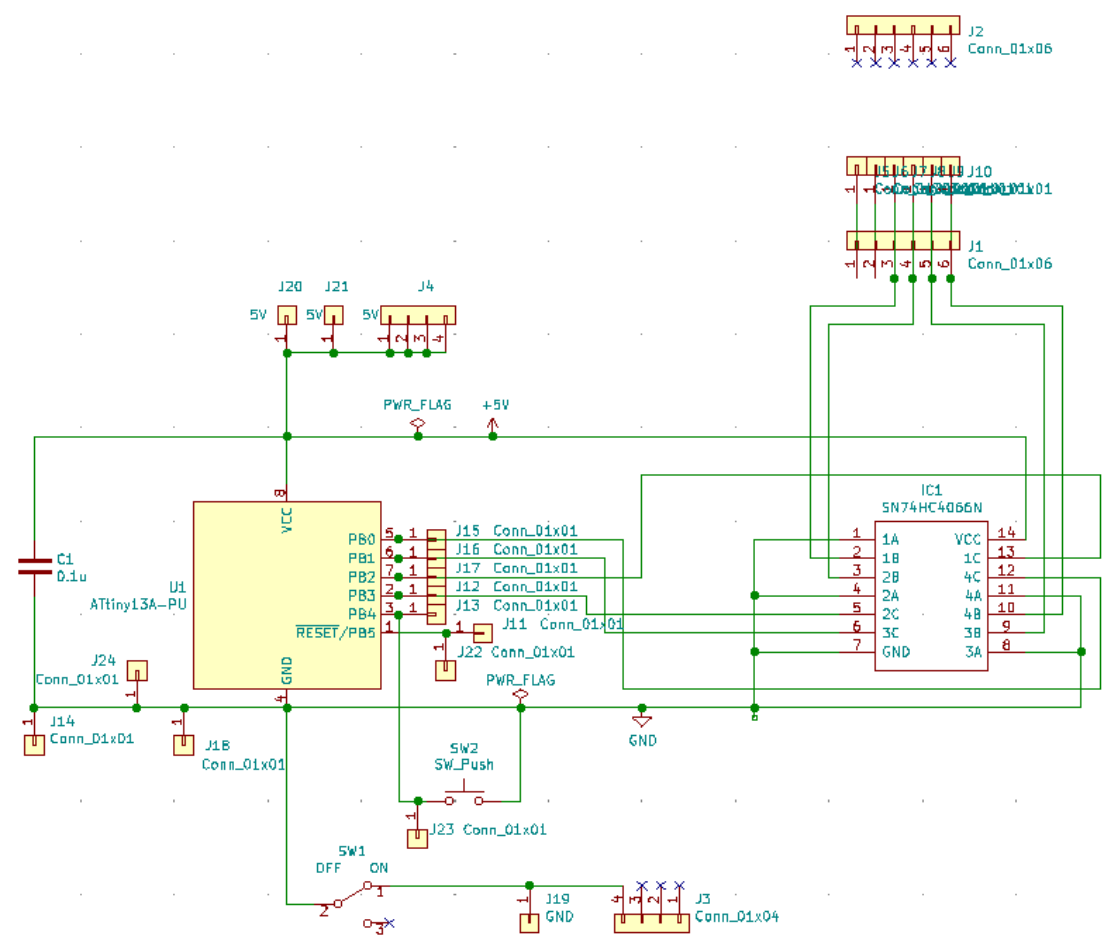 J2
Conn_01x06
1 2 3 4 5 6
J5 J6 J7 J8 J9 J10
1 1
J1
Conn_01x06
1 2 3 4 5 6
J20 J21 J4
5V 5V 5V
1 1 1 2 3 4
PWR_FLAG +5V
IC1
SN74HC4066N
8
VCC
C1
0.1u
U1
ATtiny13A-PU
PB0 5 1 J15 Conn_01x01
PB1 6 1 J16 Conn_01x01
PB2 7 1 J17 Conn_01x01
PB3 2 1 J12 Conn_01x01
PB4 3 1 J13 Conn_01x01
RESET/PB5 1 1 J11 Conn_01x01
1 J22 Conn_01x01
GND
4
1 1A VCC 14
2 1B 1C 13
3 2B 4C 12
4 2A 4A 11
5 2C 4B 10
6 3C 3B 9
7 GND 3A 8
J24
Conn_01x01
1
PWR_FLAG
1 J14
Conn_01x01
1 J18
Conn_01x01
GND
SW2
SW_Push
1 J23 Conn_01x01
SW1
OFF ON
1
2
3
1 J19
GND
4 3 2 1 J3
Conn_01x04